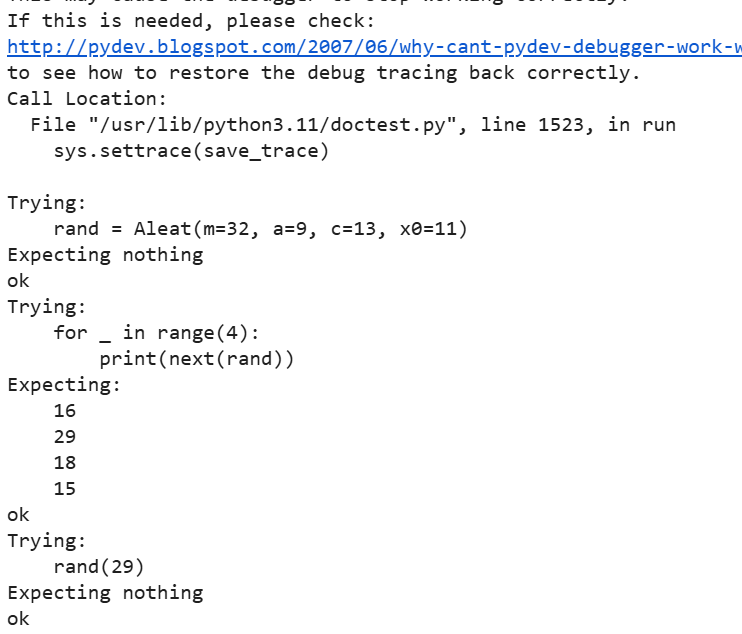 If this is needed, please check:
http://pydev.blogspot.com/2007/06/why-cant-pydev-debugger-work-w
to see how to restore the debug tracing back correctly.
Call Location:
  File "/usr/lib/python3.11/doctest.py", line 1523, in run
    sys.settrace(save_trace)

Trying:
    rand = Aleat(m=32, a=9, c=13, x0=11)
Expecting nothing
ok
Trying:
    for _ in range(4):
        print(next(rand))
Expecting:
    16
    29
    18
    15
ok
Trying:
    rand(29)
Expecting nothing
ok